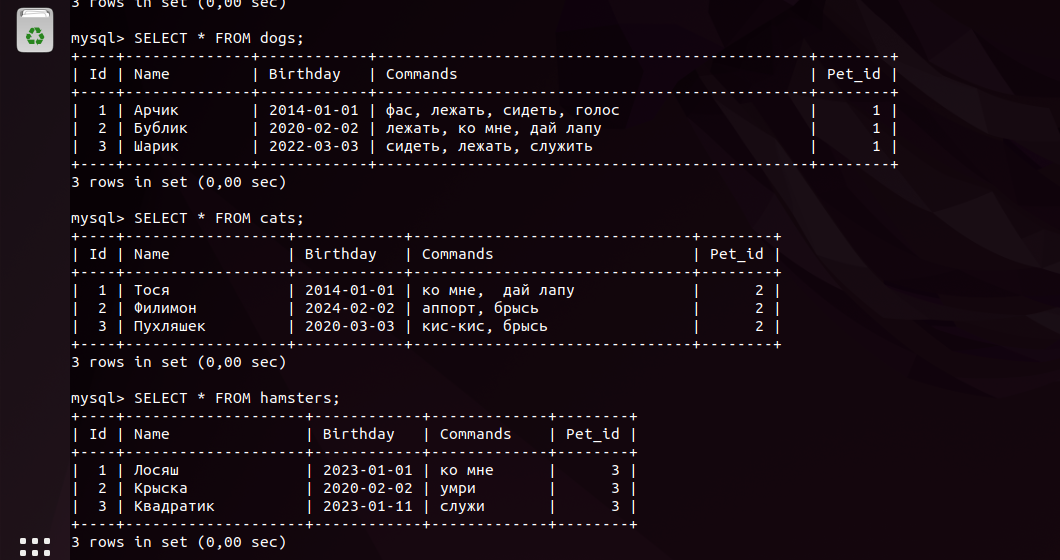 3 rows in set (0,00 sec)
mysql> SELECT * FROM dogs;
+----+--------------+------------+------------------------------------------------+--------+
| Id | Name         | Birthday   | Commands                                       | Pet_id |
+----+--------------+------------+------------------------------------------------+--------+
|  1 | Арчик        | 2014-01-01 | фас, лежать, сидеть, голос                     |      1 |
|  2 | Бублик       | 2020-02-02 | лежать, ко мне, дай лапу                       |      1 |
|  3 | Шарик        | 2022-03-03 | сидеть, лежать, служить                        |      1 |
+----+--------------+------------+------------------------------------------------+--------+
3 rows in set (0,00 sec)
mysql> SELECT * FROM cats;
+----+------------------+------------+-------------------------------+--------+
| Id | Name             | Birthday   | Commands                      | Pet_id |
+----+------------------+------------+-------------------------------+--------+
|  1 | Тося             | 2014-01-01 | ко мне,  дай лапу             |      2 |
|  2 | Филимон          | 2024-02-02 | аппорт, брысь                 |      2 |
|  3 | Пухляшек         | 2020-03-03 | кис-кис, брысь                |      2 |
+----+------------------+------------+-------------------------------+--------+
3 rows in set (0,00 sec)
mysql> SELECT * FROM hamsters;
+----+--------------------+------------+-------------+--------+
| Id | Name               | Birthday   | Commands    | Pet_id |
+----+--------------------+------------+-------------+--------+
|  1 | Лосяш              | 2023-01-01 | ко мне      |      3 |
|  2 | Крыска             | 2020-02-02 | умри        |      3 |
|  3 | Квадратик          | 2023-01-11 | служи       |      3 |
+----+--------------------+------------+-------------+--------+
3 rows in set (0,00 sec)